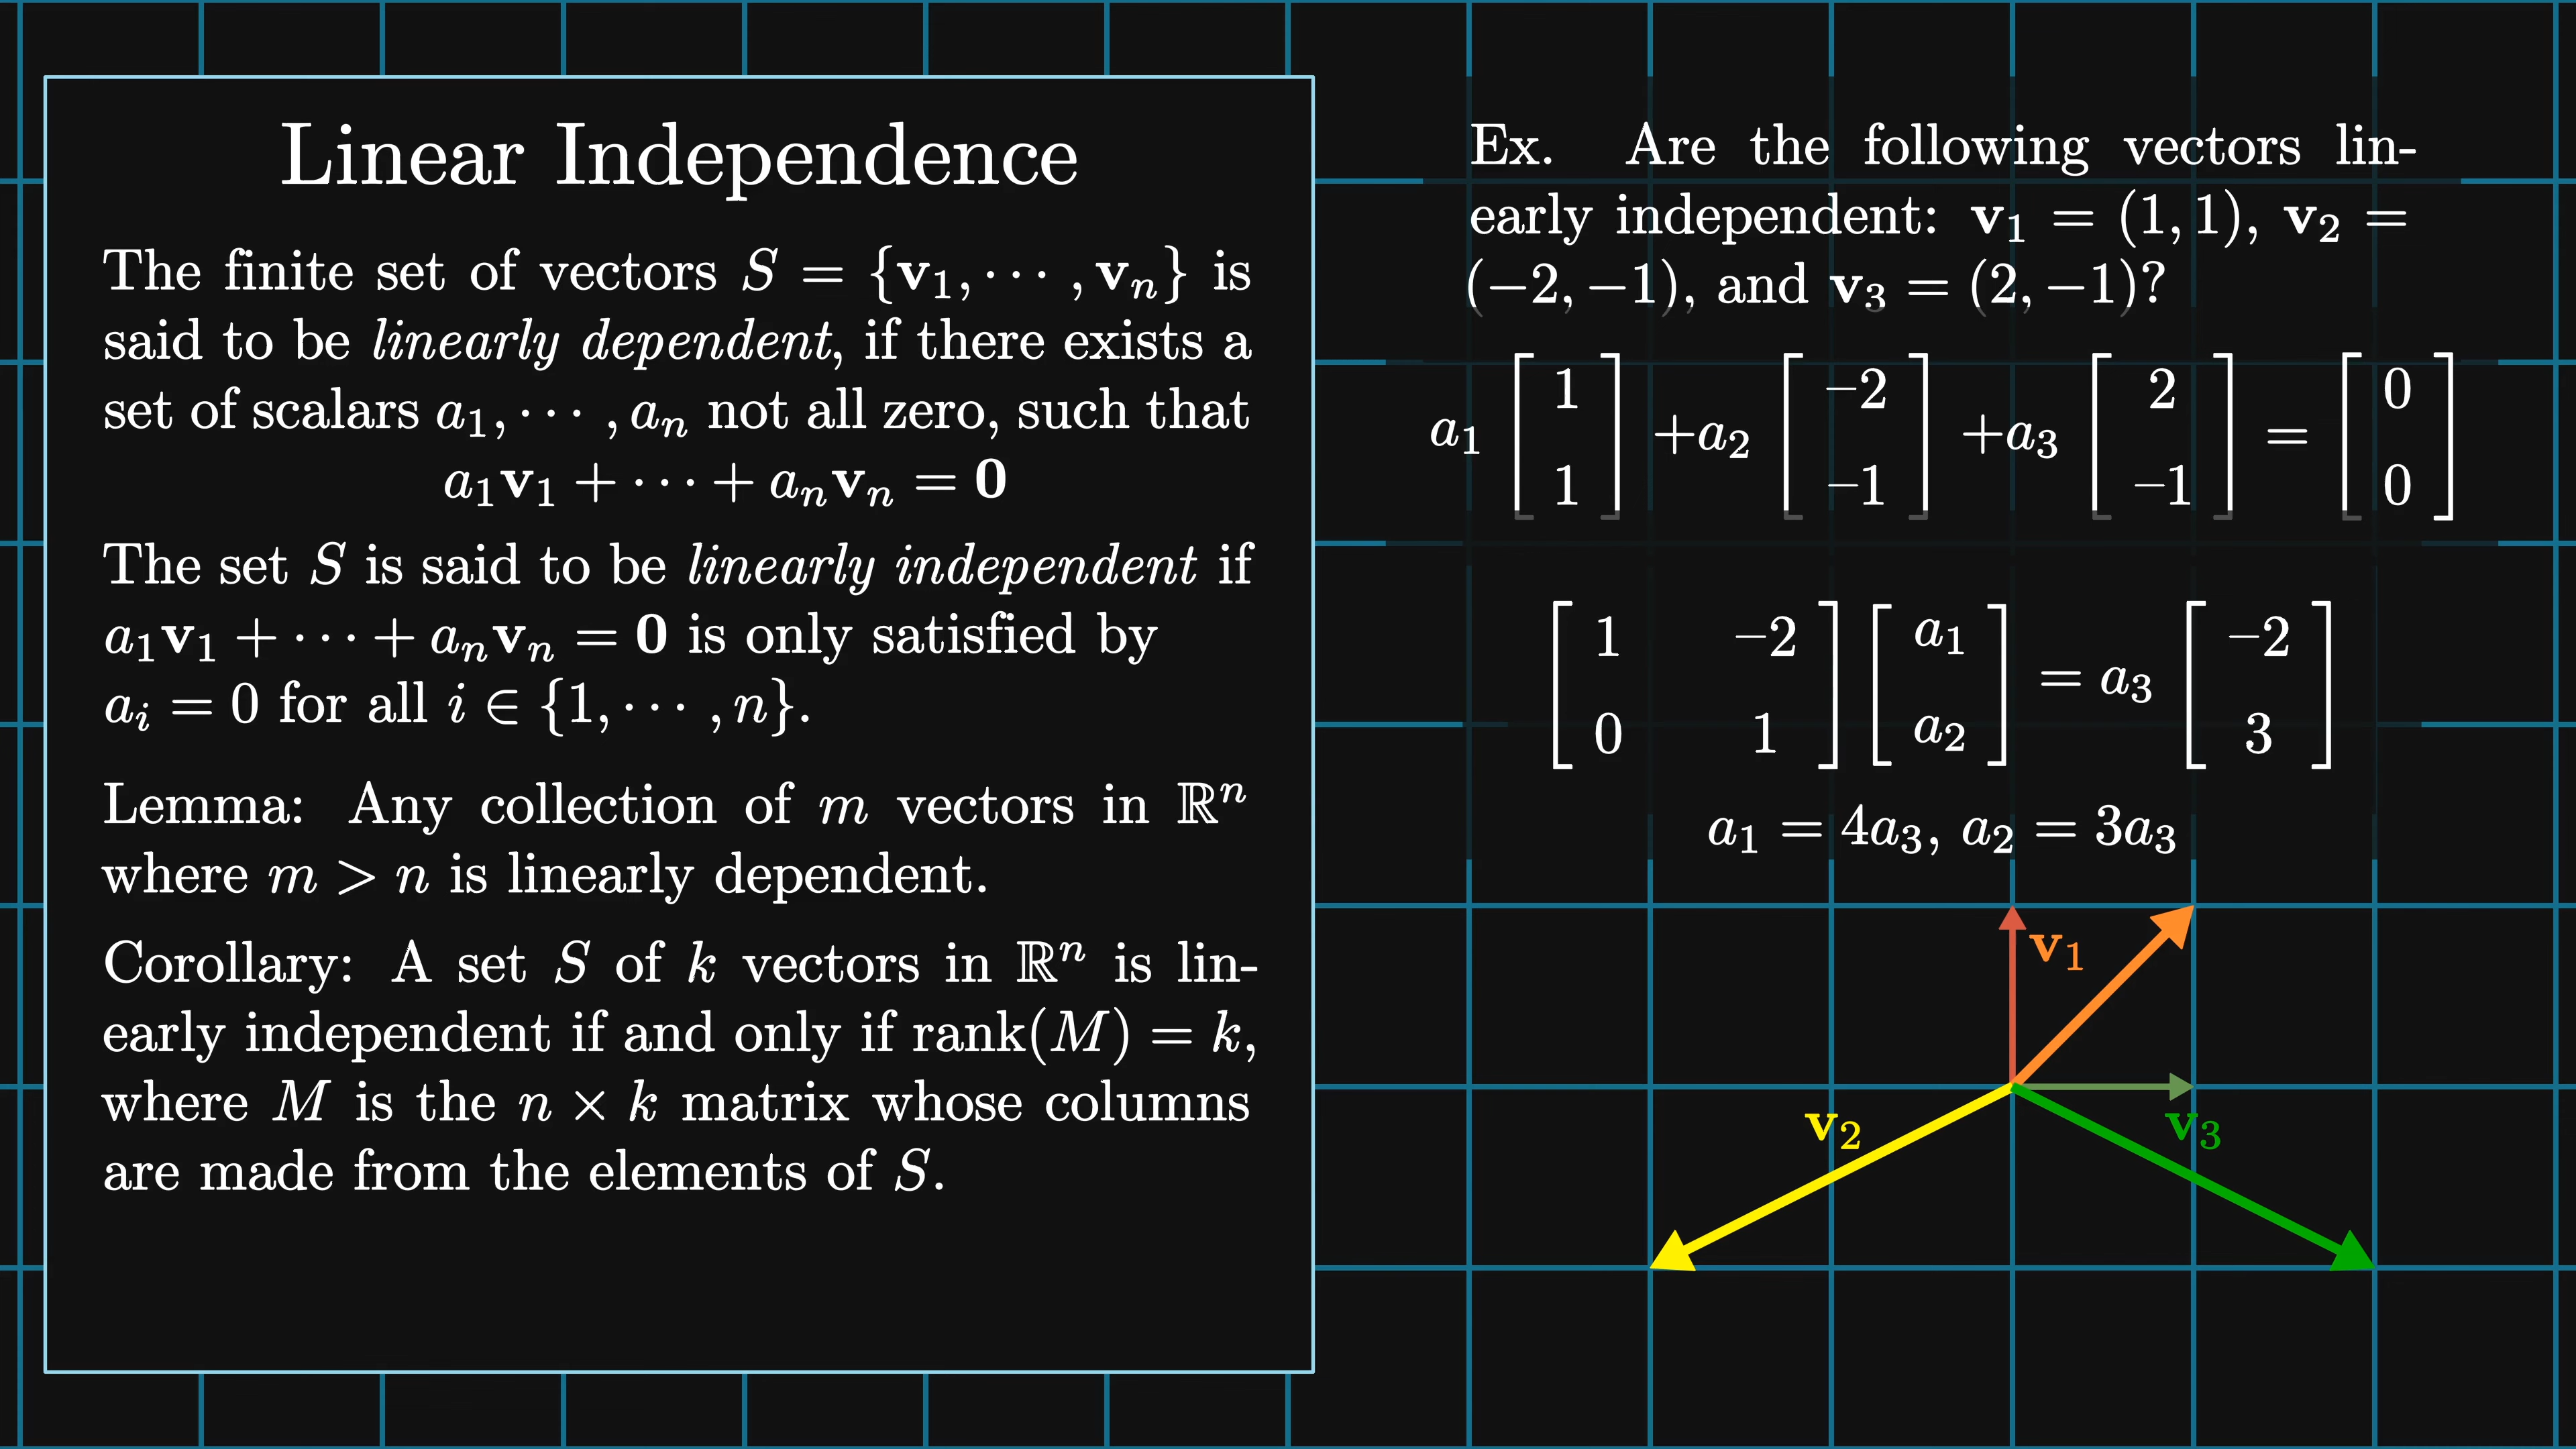 Linear Independence
The finite set of vectors S = {v₁, ⋯ , vₙ} is
said to be linearly dependent, if there exists a
set of scalars a₁, ⋯ , aₙ not all zero, such that
a₁v₁ + ⋯ + aₙvₙ = 0
The set S is said to be linearly independent if
a₁v₁ + ⋯ + aₙvₙ = 0 is only satisfied by
aᵢ = 0 for all i ∈ {1, ⋯ , n}.
Lemma: Any collection of m vectors in ℝⁿ
where m > n is linearly dependent.
Corollary: A set S of k vectors in ℝⁿ is lin-
early independent if and only if rank(M) = k,
where M is the n × k matrix whose columns
are made from the elements of S.
Ex. Are the following vectors lin-
early independent: v₁ = (1, 1), v₂ =
(−2, −1), and v₃ = (2, −1)?
a₁ [1 1] +a₂ [−2 −1] +a₃ [2 −1] = [0 0]
[1 −2 0 1] [a₁ a₂] = a₃ [−2 3]
a₁ = 4a₃, a₂ = 3a₃
v₁
v₂
v₃